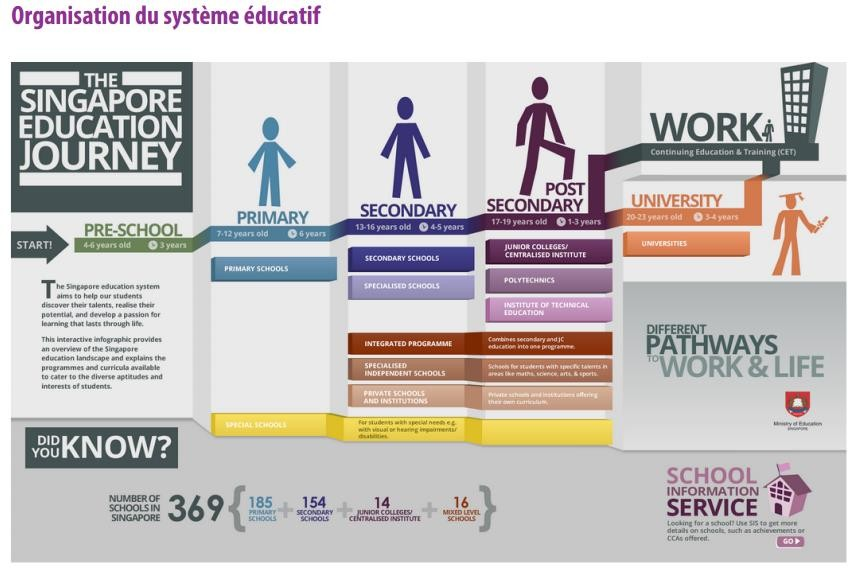 Organisation du système éducatif
THE
SINGAPORE
EDUCATION
JOURNEY
START!
PRE-SCHOOL
4-6 years old 3 years
The Singapore education system
aims to help our students
discover their talents, realise their
potential, and develop a passion for
learning that lasts through life.
This interactive infographic provides
an overview of the Singapore
education landscape and explains the
programmes and curricula available
to cater to the diverse aptitudes and
interests of students.
PRIMARY
7-12 years old 6 years
PRIMARY SCHOOLS
SECONDARY
13-16 years old 4-5 years
SECONDARY SCHOOLS
SPECIALISED SCHOOLS
POST
SECONDARY
17-19 years old 1-3 years
JUNIOR COLLEGES/
CENTRALISED INSTITUTE
POLYTECHNICS
INSTITUTE OF TECHNICAL
EDUCATION
INTEGRATED PROGRAMME
Combines secondary and JC
education into one programme.
SPECIALISED
INDEPENDENT SCHOOLS
Schools for students with specific talents in
areas like maths, science, arts, & sports.
PRIVATE SCHOOLS
AND INSTITUTIONS
Private schools and institutions offering
their own curriculum.
SPECIAL SCHOOLS
For students with special needs e.g.
with visual or hearing impairments/
disabilities.
WORK
Continuing Education & Training (CET)
UNIVERSITY
20-23 years old 3-4 years
UNIVERSITIES
DIFFERENT
PATHWAYS
TO WORK & LIFE
Ministry of Education
SINGAPORE
DID
YOU KNOW?
NUMBER OF
SCHOOLS IN
SINGAPORE
369 {
185
PRIMARY
SCHOOLS
+
154
SECONDARY
SCHOOLS
+
14
JUNIOR COLLEGES/
CENTRALISED INSTITUTE
+
16
MIXED LEVEL
SCHOOLS
}
SCHOOL
INFORMATION
SERVICE
Looking for a school? Use SIS to get more
details on schools, such as achievements or
CCAs offered.
GO